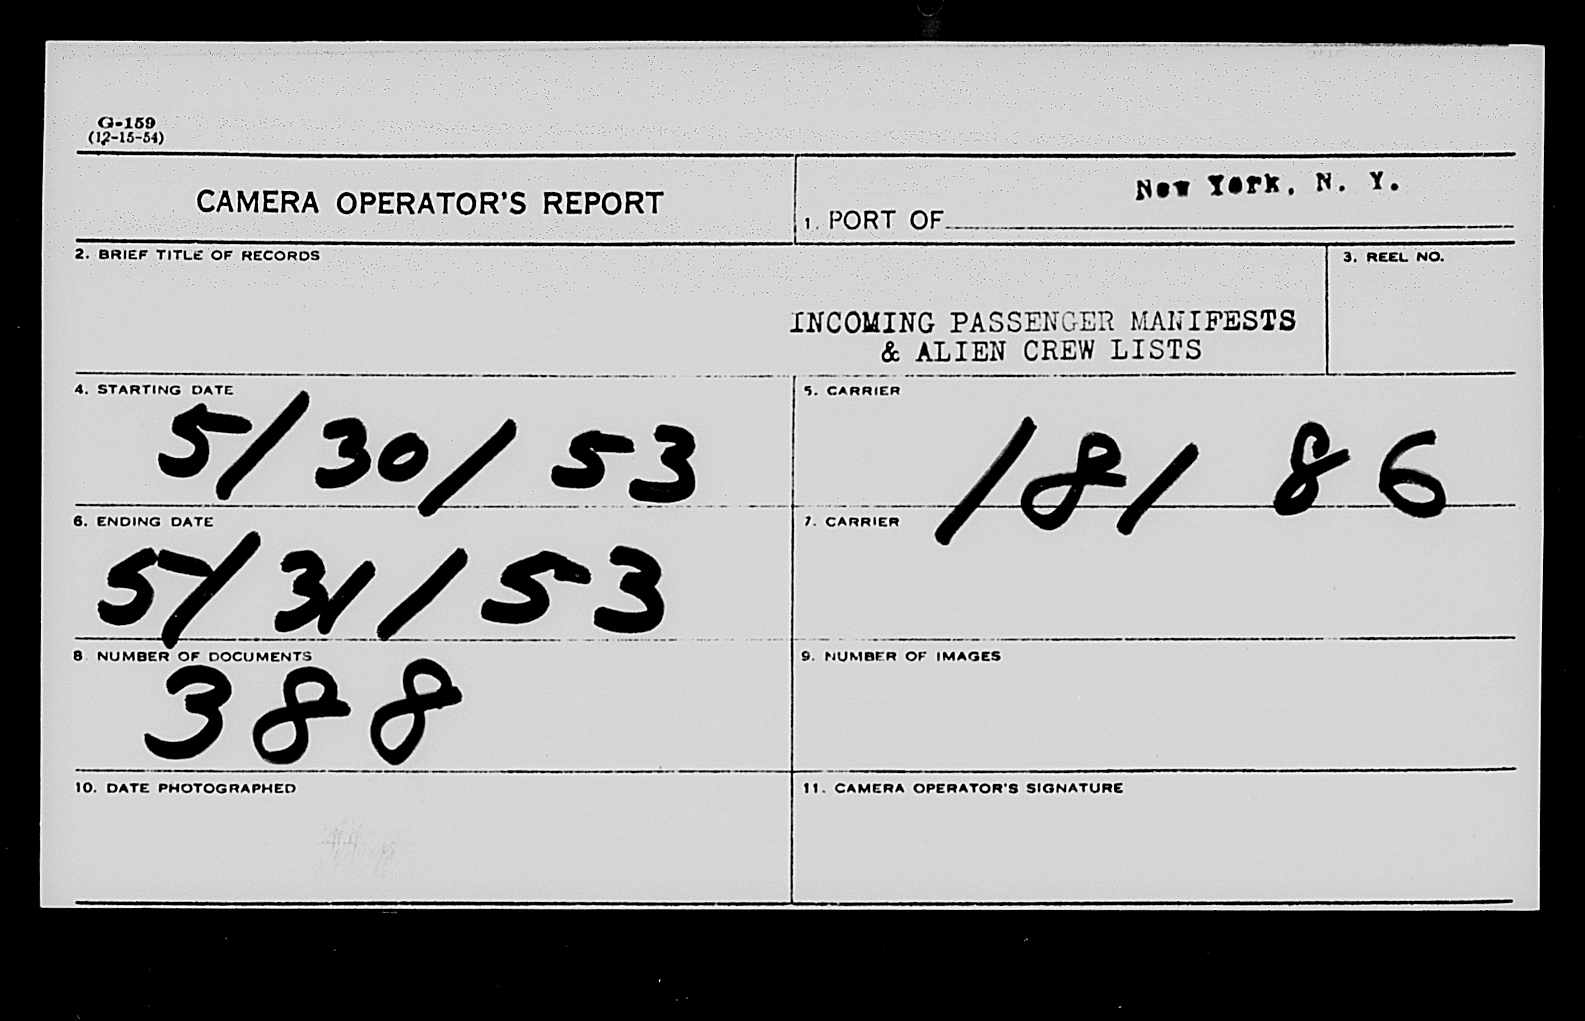 G-159
(12-15-54)
CAMERA OPERATOR'S REPORT
1. PORT OF New York, N. Y.
2. BRIEF TITLE OF RECORDS
INCOMING PASSENGER MANIFESTS
& ALIEN CREW LISTS
3. REEL NO.
4. STARTING DATE
5/30/53
5. CARRIER
18186
6. ENDING DATE
5/31/53
7. CARRIER
8. NUMBER OF DOCUMENTS
388
9. NUMBER OF IMAGES
10. DATE PHOTOGRAPHED
11. CAMERA OPERATOR'S SIGNATURE